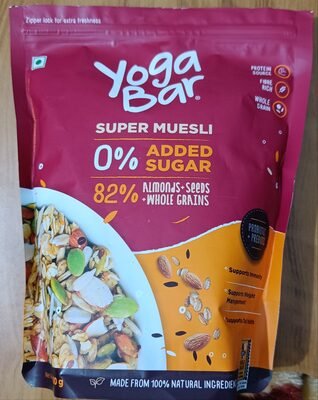 Zipper lock for extra freshness
Yoga
Bar
SUPER MUESLI
0% ADDED
SUGAR
82% ALMONDS+SEEDS
+WHOLE GRAINS
PROTEIN
SOURCE
FIBRE
RICH
WHOLE
GRAIN
Supports Immunity
Supports Weight
Management
Supports
MADE FROM 100% NATURAL